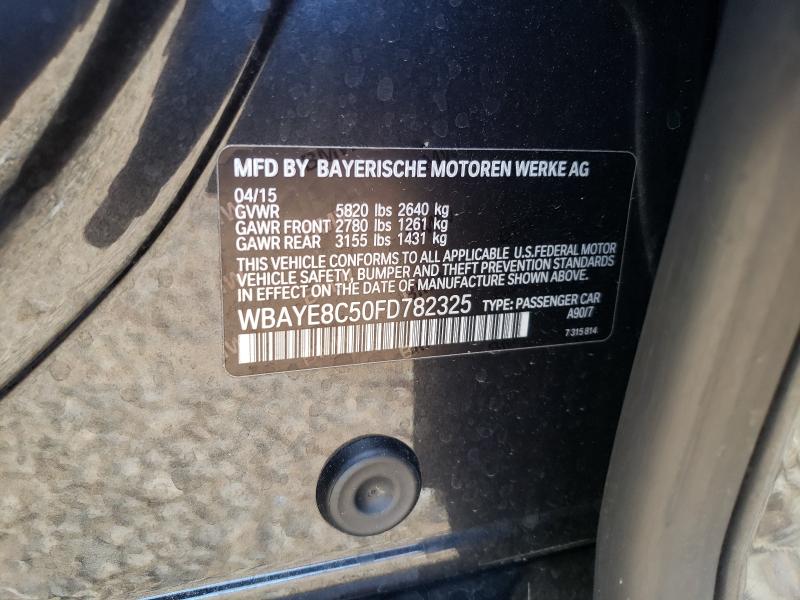 MFD BY BAYERISCHE MOTOREN WERKE AG
04/15
GVWR 5820 lbs 2640 kg
GAWR FRONT 2780 lbs 1261 kg
GAWR REAR 3155 lbs 1431 kg
THIS VEHICLE CONFORMS TO ALL APPLICABLE U.S.FEDERAL MOTOR
VEHICLE SAFETY, BUMPER AND THEFT PREVENTION STANDARDS
IN EFFECT ON THE DATE OF MANUFACTURE SHOWN ABOVE.
WBAYE8C50FD782325 TYPE: PASSENGER CAR
A90/7
7 315 814